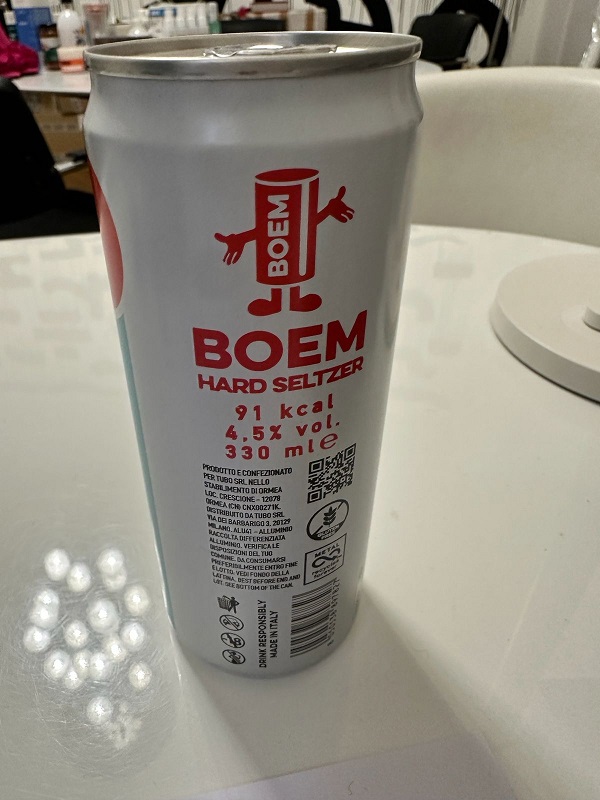 BOEM
BOEM
HARD SELTZER
91 kcal
4,5% vol.
330 ml e
PRODOTTO E CONFEZIONATO
PER TUBO SRL NELLO
STABILIMENTO DI ORMEA
LOC. CRESCIONE - 12078
ORMEA (CN) CNX00271K.
DISTRIBUITO DA TUBO SRL
VIA DEI BARBARIGO 3, 20129
MILANO. ALU41 - ALLUMINIO
RACCOLTA DIFFERENZIATA
ALLUMINIO. VERIFICA LE
DISPOSIZIONI DEL TUO
COMUNE. DA CONSUMARSI
PREFERIBILMENTE ENTRO FINE
E LOTTO: VEDI FONDO DELLA
LATTINA. BEST BEFORE END AND
LOT: SEE BOTTOM OF THE CAN.
METAL
DRINK RESPONSIBLY
MADE IN ITALY